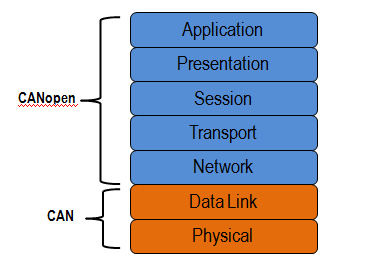 Application
Presentation
CANopen
Session
Transport
Network
Data Link
CAN
Physical